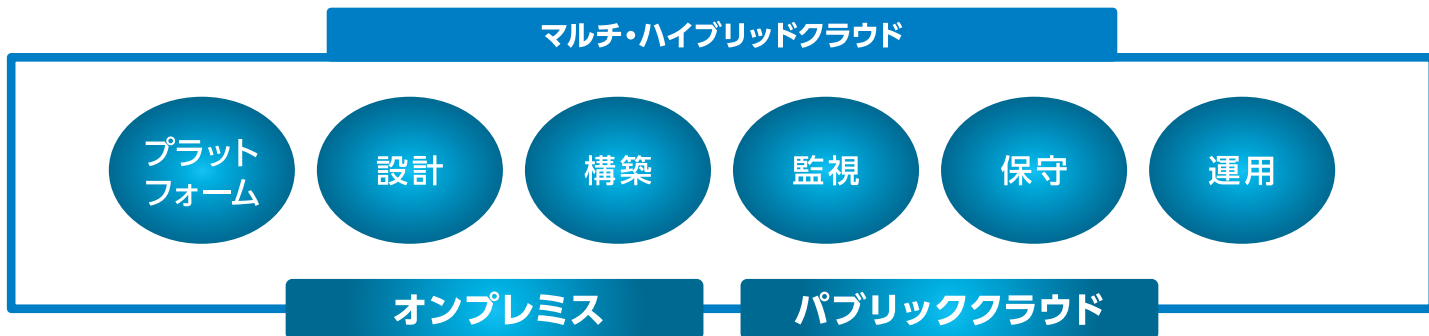 マルチ・ハイブリッドクラウド
プラット
フォーム
設計
構築
監視
保守
運用
オンプレミス
パブリッククラウド